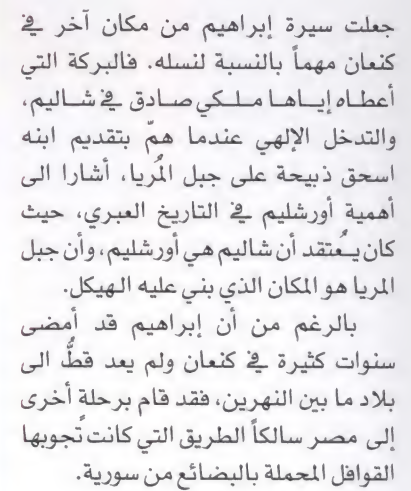 جعلت سيرة إبراهيم من مكان آخر في
كنعان مهماً بالنسبة لنسله. فالبركة التي
أعطاه إياها ملكي صادق في شاليم،
والتدخل الإلهي عندما همّ بتقديم ابنه
اسحق ذبيحة على جبل المُريا، أشارا الى
أهمية أورشليم في التاريخ العبري، حيث
كان يُعتقد أن شاليم هي أورشليم، وأن جبل
المريا هو المكان الذي بني عليه الهيكل.
بالرغم من أن إبراهيم قد أمضى
سنوات كثيرة في كنعان ولم يعد قطُّ الى
بلاد ما بين النهرين، فقد قام برحلة أخرى
إلى مصر سالكاً الطريق التي كانت تُجوبها
القوافل المحملة بالبضائع من سورية.